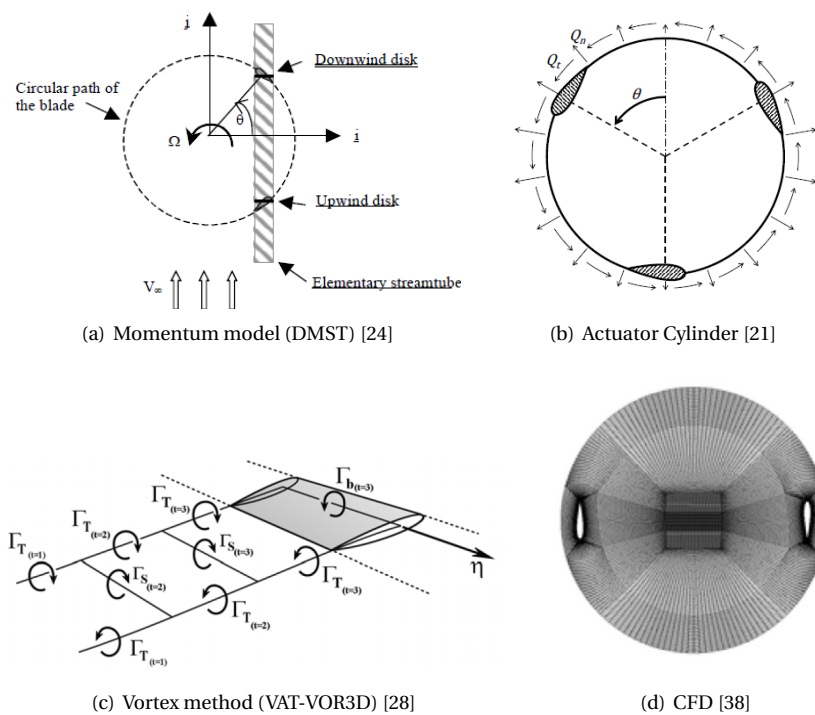 j
Downwind disk
Circular path of
the blade
θ
Ω
i
Upwind disk
V∞
Elementary streamtube
(a) Momentum model (DMST) [24]
Qn
Qt
θ
(b) Actuator Cylinder [21]
Γb(t=3)
ΓT(t=3)
ΓT(t=2)
ΓS(t=3)
ΓT(t=1)
ΓS(t=2)
ΓT(t=3)
η
ΓT(t=2)
ΓT(t=1)
(c) Vortex method (VAT-VOR3D) [28]
(d) CFD [38]